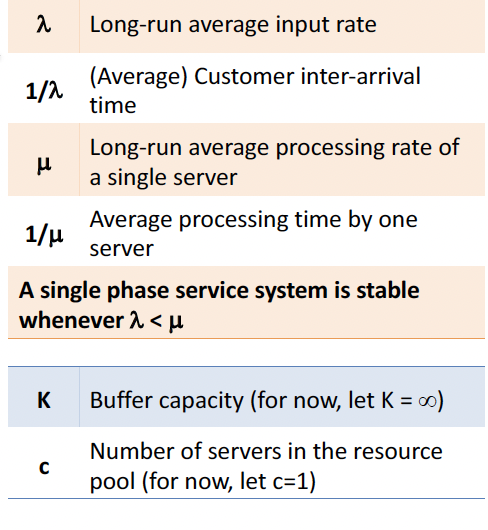 λ Long-run average input rate
1/λ (Average) Customer inter-arrival
time
μ Long-run average processing rate of
a single server
1/μ Average processing time by one
server
A single phase service system is stable
whenever λ < μ
K Buffer capacity (for now, let K = ∞)
c Number of servers in the resource
pool (for now, let c=1)